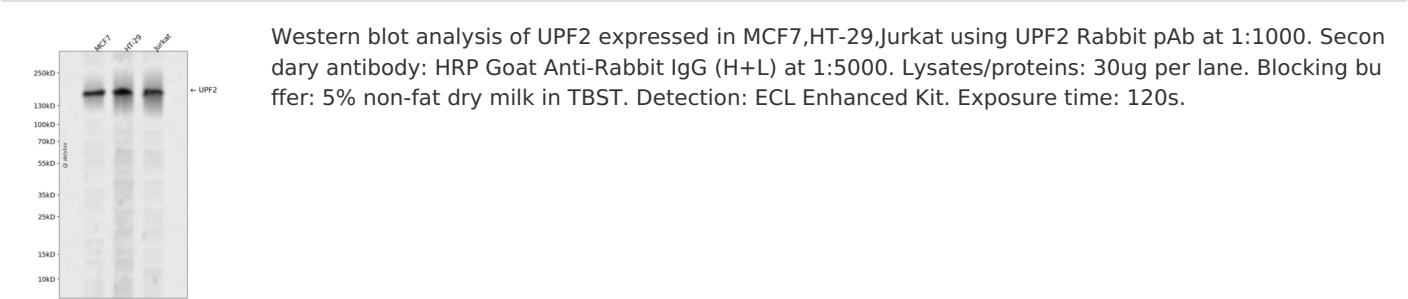 MCF7 HT-29 Jurkat
250kD
130kD
100kD
70kD
55kD
35kD
25kD
15kD
10kD
← UPF2
@ abbybio
Western blot analysis of UPF2 expressed in MCF7,HT-29,Jurkat using UPF2 Rabbit pAb at 1:1000. Secon
dary antibody: HRP Goat Anti-Rabbit IgG (H+L) at 1:5000. Lysates/proteins: 30ug per lane. Blocking bu
ffer: 5% non-fat dry milk in TBST. Detection: ECL Enhanced Kit. Exposure time: 120s.